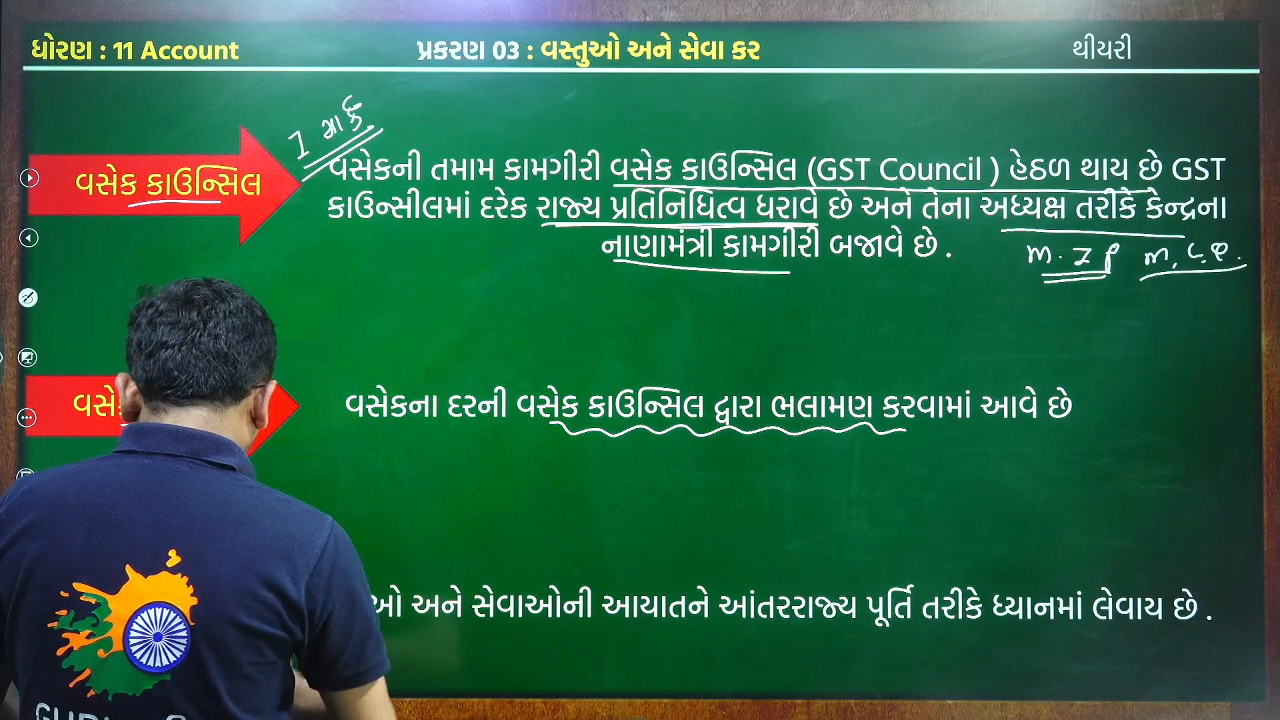 ધોરણ : 11 Account
પ્રકરણ 03 : વસ્તુઓ અને સેવા કર
થીયરી
1 માર્ક
વસેક કાઉન્સિલ
વસેકની તમામ કામગીરી વસેક કાઉન્સિલ (GST Council ) હેઠળ થાય છે GST
કાઉન્સીલમાં દરેક રાજ્ય પ્રતિનિધિત્વ ધરાવે છે અને તેના અધ્યક્ષ તરીકે કેન્દ્રના
નાણામંત્રી કામગીરી બજાવે છે .
m. I p m. C.Q.
વસેકના દરની વસેક કાઉન્સિલ દ્વારા ભલામણ કરવામાં આવે છે
અને સેવાઓની આયાતને આંતરરાજ્ય પૂર્તિ તરીકે ધ્યાનમાં લેવાય છે .